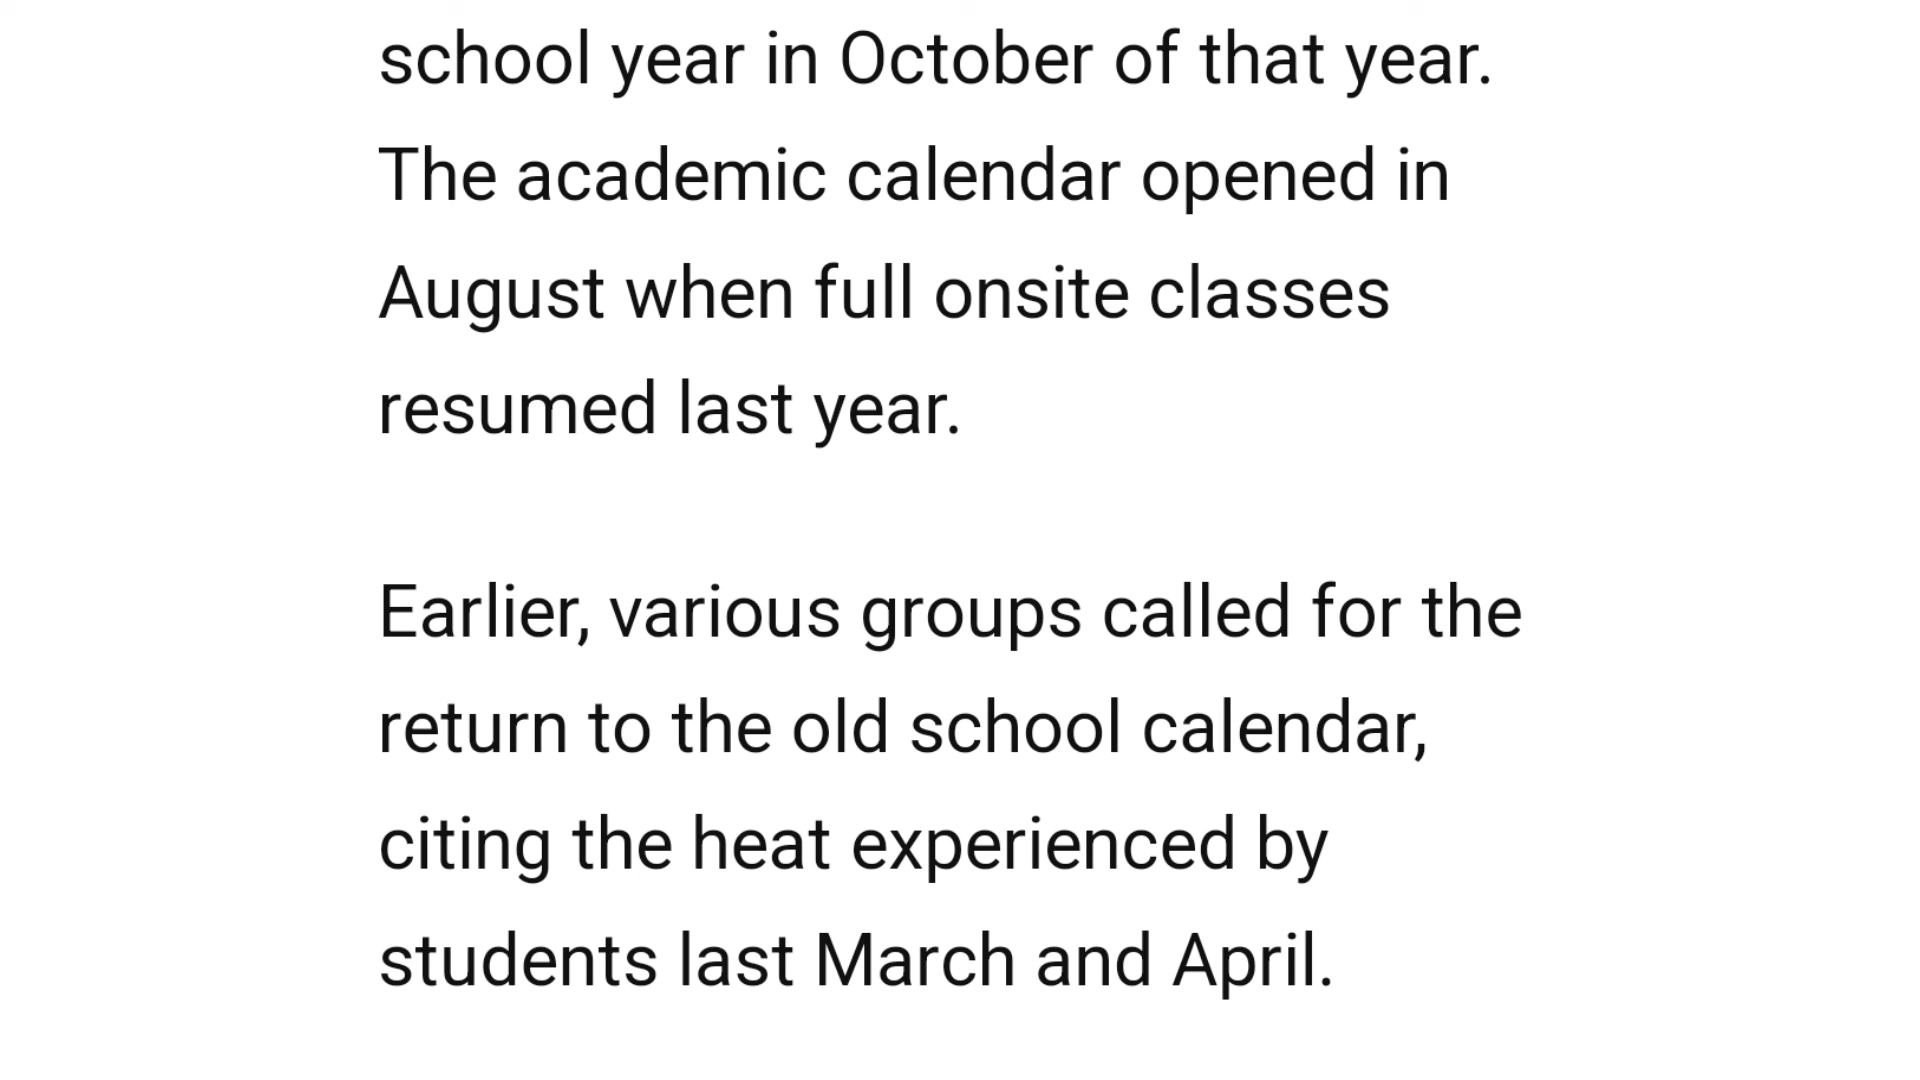 school year in October of that year.
The academic calendar opened in
August when full onsite classes
resumed last year.
Earlier, various groups called for the
return to the old school calendar,
citing the heat experienced by
students last March and April.